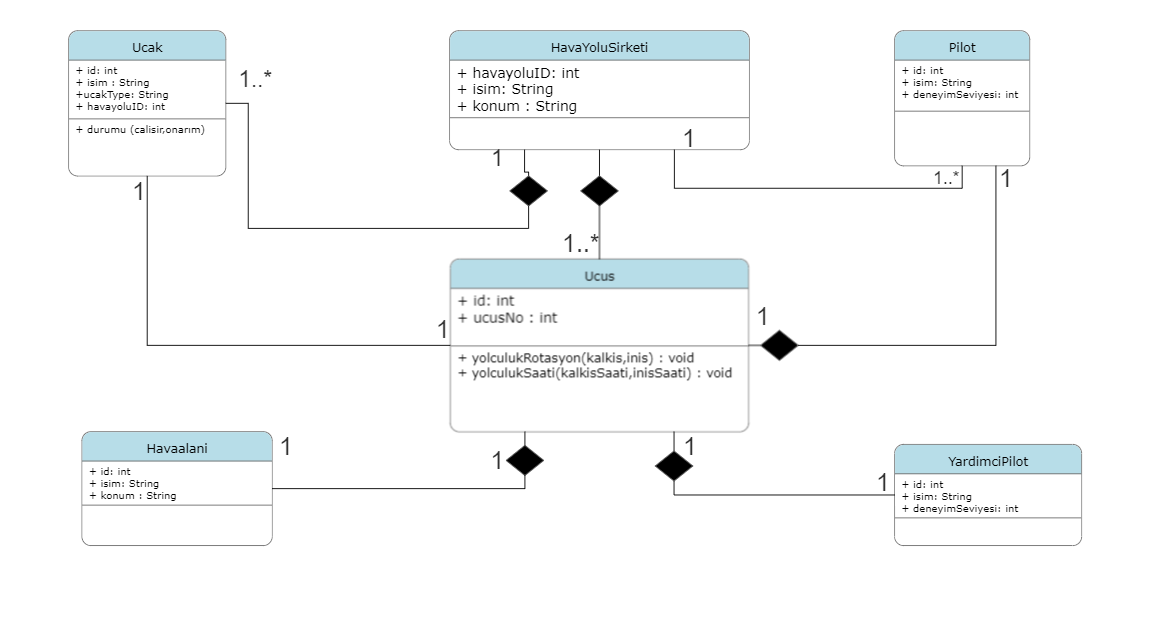 Ucak
+ id: int
+ isim : String
+ucakType: String
+ havayoluID: int
+ durumu (calisir,onarım)
1..*
1
HavaYoluSirketi
+ havayoluID: int
+ isim: String
+ konum : String
1
1
1..*
Pilot
+ id: int
+ isim: String
+ deneyimSeviyesi: int
1..*
1
Ucus
+ id: int
+ ucusNo : int
+ yolculukRotasyon(kalkis,inis) : void
+ yolculukSaati(kalkisSaati,inisSaati) : void
1
1
1
1
Havaalani
+ id: int
+ isim: String
+ konum : String
1
YardimciPilot
+ id: int
+ isim: String
+ deneyimSeviyesi: int
1